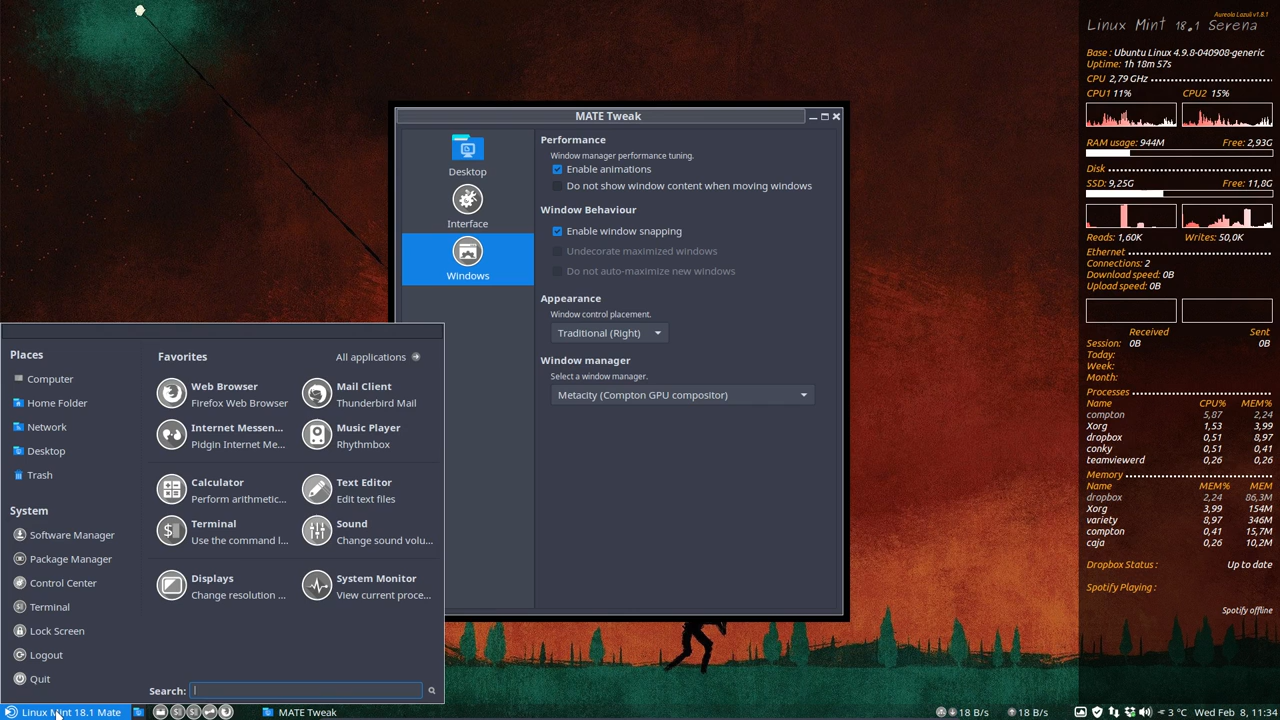 Aureola Lazuli v1.8.1
Linux Mint 18.1 Serena
Base : Ubuntu Linux 4.9.8-040908-generic
Uptime: 1h 18m 57s
CPU 2,79 GHz
CPU1 11% CPU2 15%
RAM usage: 944M Free: 2,93G
Disk
SSD: 9,25G Free: 11,8G
Reads: 1,60K Writes: 50,0K
Ethernet
Connections: 2
Download speed: 0B
Upload speed: 0B
Received Sent
Session: 0B 0B
Today:
Week:
Month:
Processes
Name CPU% MEM%
compton 5,87 2,24
Xorg 1,53 3,99
dropbox 0,51 8,97
conky 0,51 0,41
teamviewerd 0,26 0,26
Memory
Name MEM% MEM
dropbox 2,24 86,3M
Xorg 3,99 154M
variety 8,97 346M
compton 0,41 15,7M
caja 0,26 10,2M
Dropbox Status : Up to date
Spotify Playing :
Spotify offline
MATE Tweak
Desktop
Interface
Windows
Performance
Window manager performance tuning.
Enable animations
Do not show window content when moving windows
Window Behaviour
Enable window snapping
Undecorate maximized windows
Do not auto-maximize new windows
Appearance
Window control placement.
Traditional (Right)
Window manager
Select a window manager.
Metacity (Compton GPU compositor)
Places
Computer
Home Folder
Network
Desktop
Trash
System
Software Manager
Package Manager
Control Center
Terminal
Lock Screen
Logout
Quit
Favorites All applications
Web Browser
Firefox Web Browser
Mail Client
Thunderbird Mail
Internet Messen...
Pidgin Internet Me...
Music Player
Rhythmbox
Calculator
Perform arithmetic...
Text Editor
Edit text files
Terminal
Use the command l...
Sound
Change sound volu...
Displays
Change resolution ...
System Monitor
View current proce...
Search:
Linux Mint 18.1 Mate MATE Tweak 18 B/s 18 B/s 3 °C Wed Feb 8, 11:34